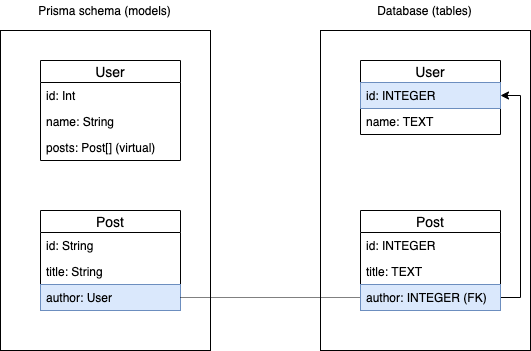 Prisma schema (models)
User
id: Int
name: String
posts: Post[] (virtual)
Post
id: String
title: String
author: User
Database (tables)
User
id: INTEGER
name: TEXT
Post
id: INTEGER
title: TEXT
author: INTEGER (FK)